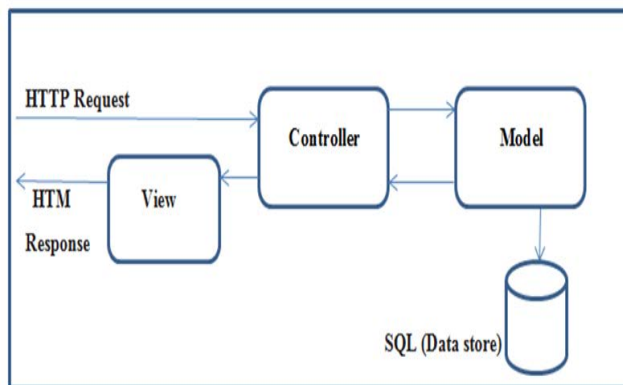 HTTP Request
Controller
Model
HTM
Response
View
SQL (Data store)